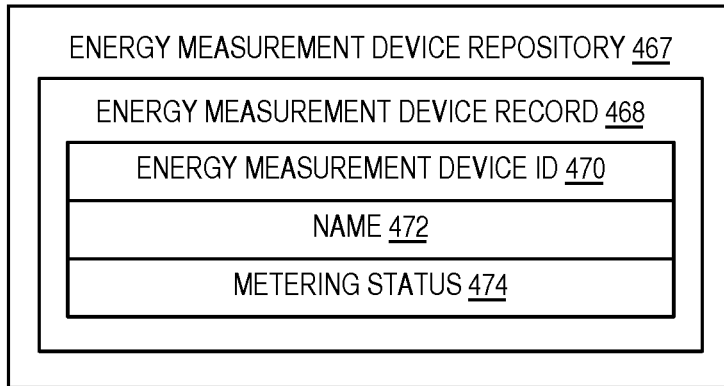 ENERGY MEASUREMENT DEVICE REPOSITORY 467
ENERGY MEASUREMENT DEVICE RECORD 468
ENERGY MEASUREMENT DEVICE ID 470
NAME 472
METERING STATUS 474